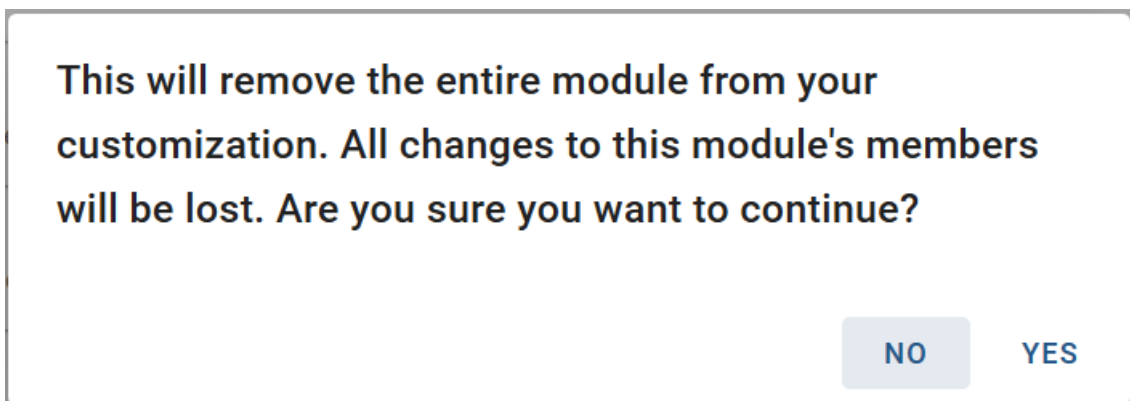 This will remove the entire module from your
customization. All changes to this module's members
will be lost. Are you sure you want to continue?
NO YES